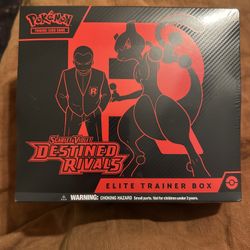 POKÉMON
TRADING CARD GAME
R
SCARLET & VIOLET
DESTINED RIVALS
ELITE TRAINER BOX
WARNING: CHOKING HAZARD Small parts. Not for children under 3 years.